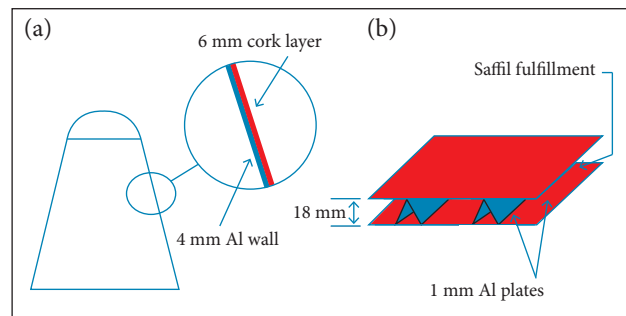 (a)
6 mm cork layer
4 mm Al wall
(b)
Saffil fulfillment
18 mm
1 mm Al plates